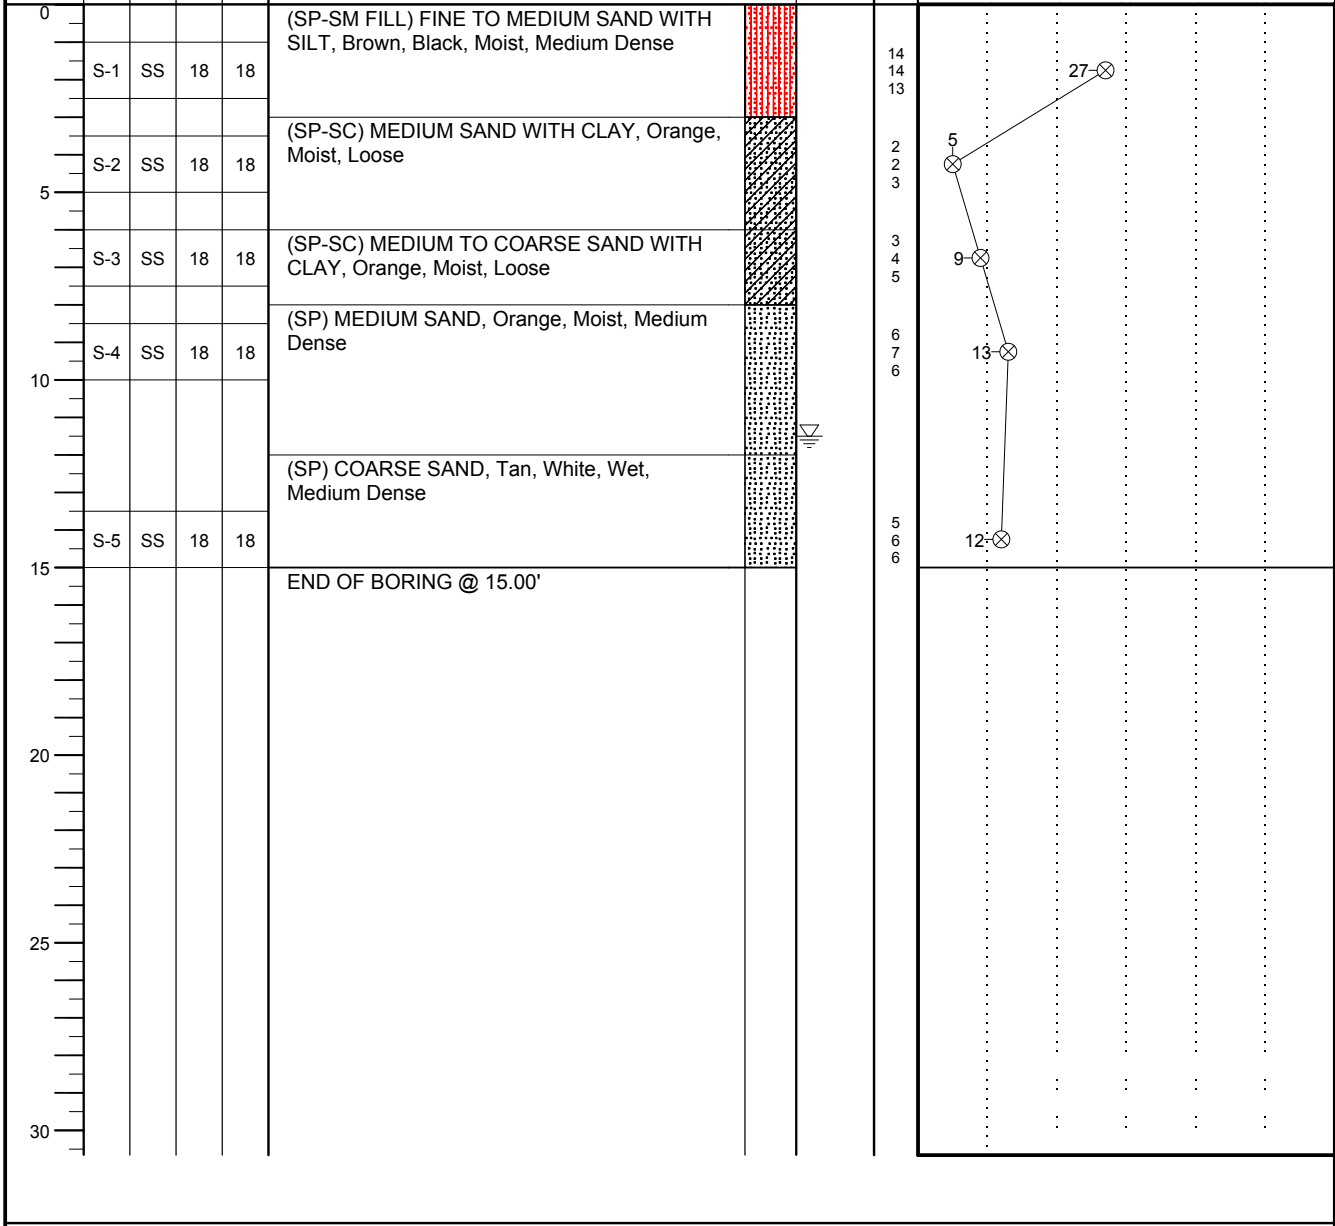 0
(SP-SM FILL) FINE TO MEDIUM SAND WITH
SILT, Brown, Black, Moist, Medium Dense
S-1 SS 18 18
14
14
13
27
(SP-SC) MEDIUM SAND WITH CLAY, Orange,
Moist, Loose
S-2 SS 18 18
2
2
3
5
5
(SP-SC) MEDIUM TO COARSE SAND WITH
CLAY, Orange, Moist, Loose
S-3 SS 18 18
3
4
5
9
(SP) MEDIUM SAND, Orange, Moist, Medium
Dense
S-4 SS 18 18
6
7
6
13
10
(SP) COARSE SAND, Tan, White, Wet,
Medium Dense
S-5 SS 18 18
5
6
6
12
15
END OF BORING @ 15.00'
20
25
30